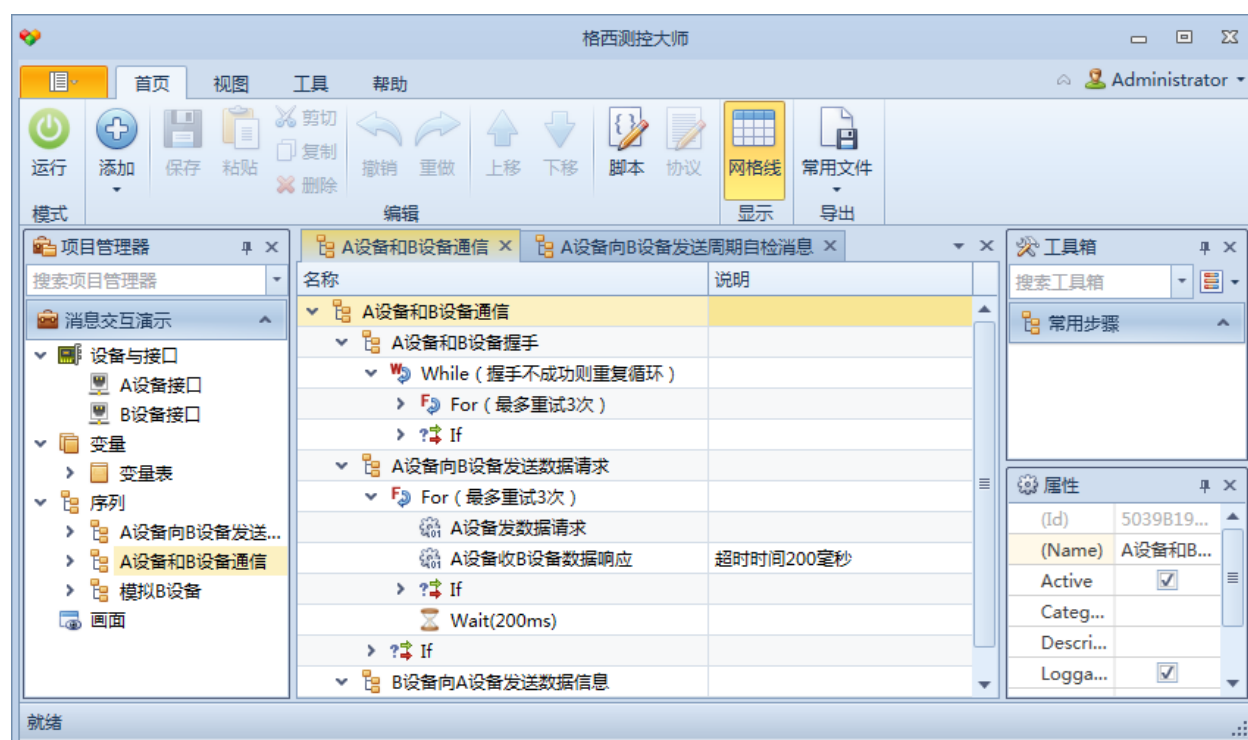 格西测控大师
首页 视图 工具 帮助 Administrator
运行 添加 保存 粘贴 剪切 复制 删除 撤销 重做 上移 下移 脚本 协议 网格线 常用文件
模式 编辑 显示 导出
项目管理器
搜索项目管理器
消息交互演示
设备与接口
A设备接口
B设备接口
变量
变量表
序列
A设备向B设备发送...
A设备和B设备通信
模拟B设备
画面
A设备和B设备通信 A设备向B设备发送周期自检消息
名称 说明
A设备和B设备通信
A设备和B设备握手
While（握手不成功则重复循环）
For（最多重试3次）
If
A设备向B设备发送数据请求
For（最多重试3次）
A设备发数据请求
A设备收B设备数据响应 超时时间200毫秒
If
Wait(200ms)
If
B设备向A设备发送数据信息
工具箱
搜索工具箱
常用步骤
属性
(Id) 5039B19...
(Name) A设备和B...
Active
Categ...
Descri...
Logga...
就绪